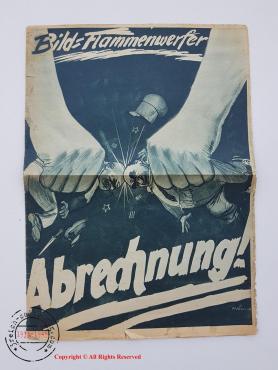 Bild=Flammenwerfer
Abrechnung!
Copyright © All Rights Reserved